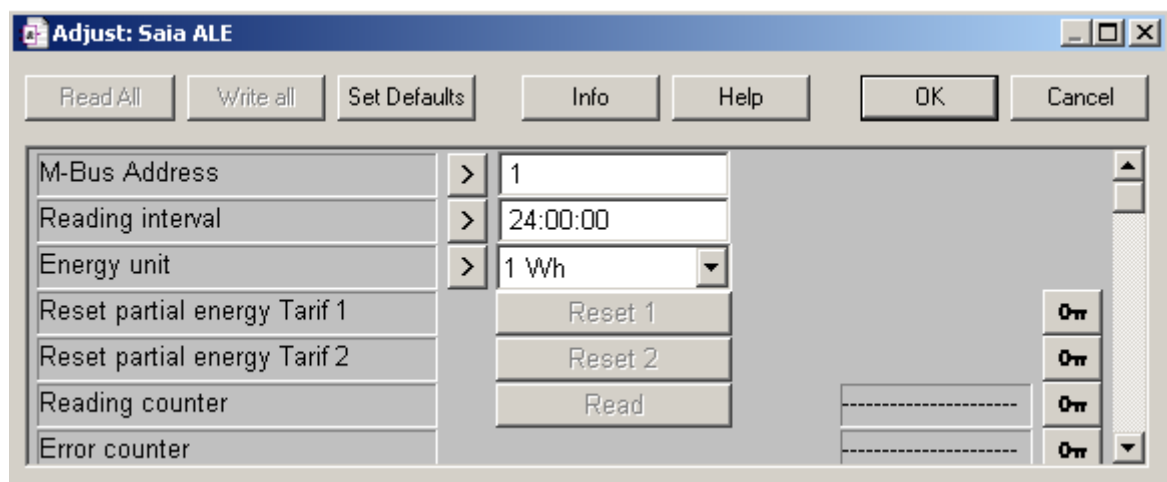 Adjust: Saia ALE
Read All Write all Set Defaults Info Help OK Cancel
M-Bus Address > 1
Reading interval > 24:00:00
Energy unit > 1 Wh
Reset partial energy Tarif 1 Reset 1
Reset partial energy Tarif 2 Reset 2
Reading counter Read ---------------------
Error counter ---------------------